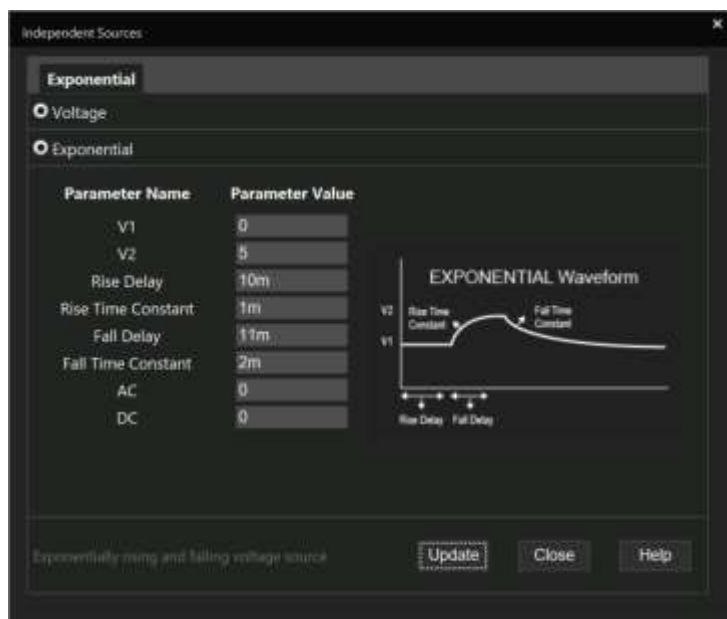 Independent Sources
×
Exponential
Voltage
Exponential
Parameter Name Parameter Value
V1 0
V2 5
Rise Delay 10m
Rise Time Constant 1m
Fall Delay 11m
Fall Time Constant 2m
AC 0
DC 0
EXPONENTIAL Waveform
V2
V1
Rise Time
Constant
Fall Time
Constant
Rise Delay Fall Delay
Exponentially rising and falling voltage source
Update Close Help